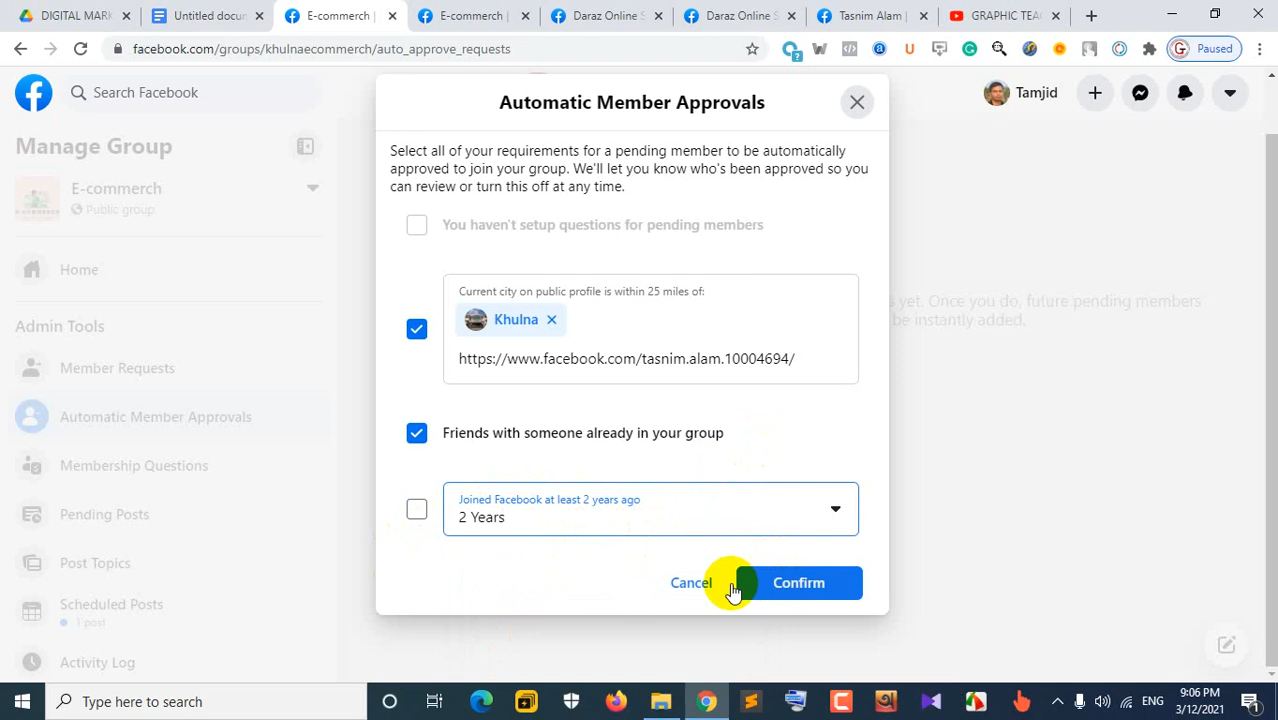 DIGITAL MARK
Untitled docun
E-commerch |
E-commerch |
Daraz Online S
Daraz Online S
Tasnim Alam |
GRAPHIC TEA
facebook.com/groups/khulnaecommerch/auto_approve_requests
Paused
Search Facebook
Automatic Member Approvals
Tamjid
Manage Group
Select all of your requirements for a pending member to be automatically
approved to join your group. We'll let you know who's been approved so you
can review or turn this off at any time.
E-commerch
Public group
You haven't setup questions for pending members
Home
Current city on public profile is within 25 miles of:
Khulna
https://www.facebook.com/tasnim.alam.10004694/
s yet. Once you do, future pending members
be instantly added.
Admin Tools
Member Requests
Automatic Member Approvals
Friends with someone already in your group
Membership Questions
Joined Facebook at least 2 years ago
2 Years
Pending Posts
Post Topics
Cancel
Confirm
Scheduled Posts
1 post
Activity Log
Type here to search
ENG
9:06 PM
3/12/2021